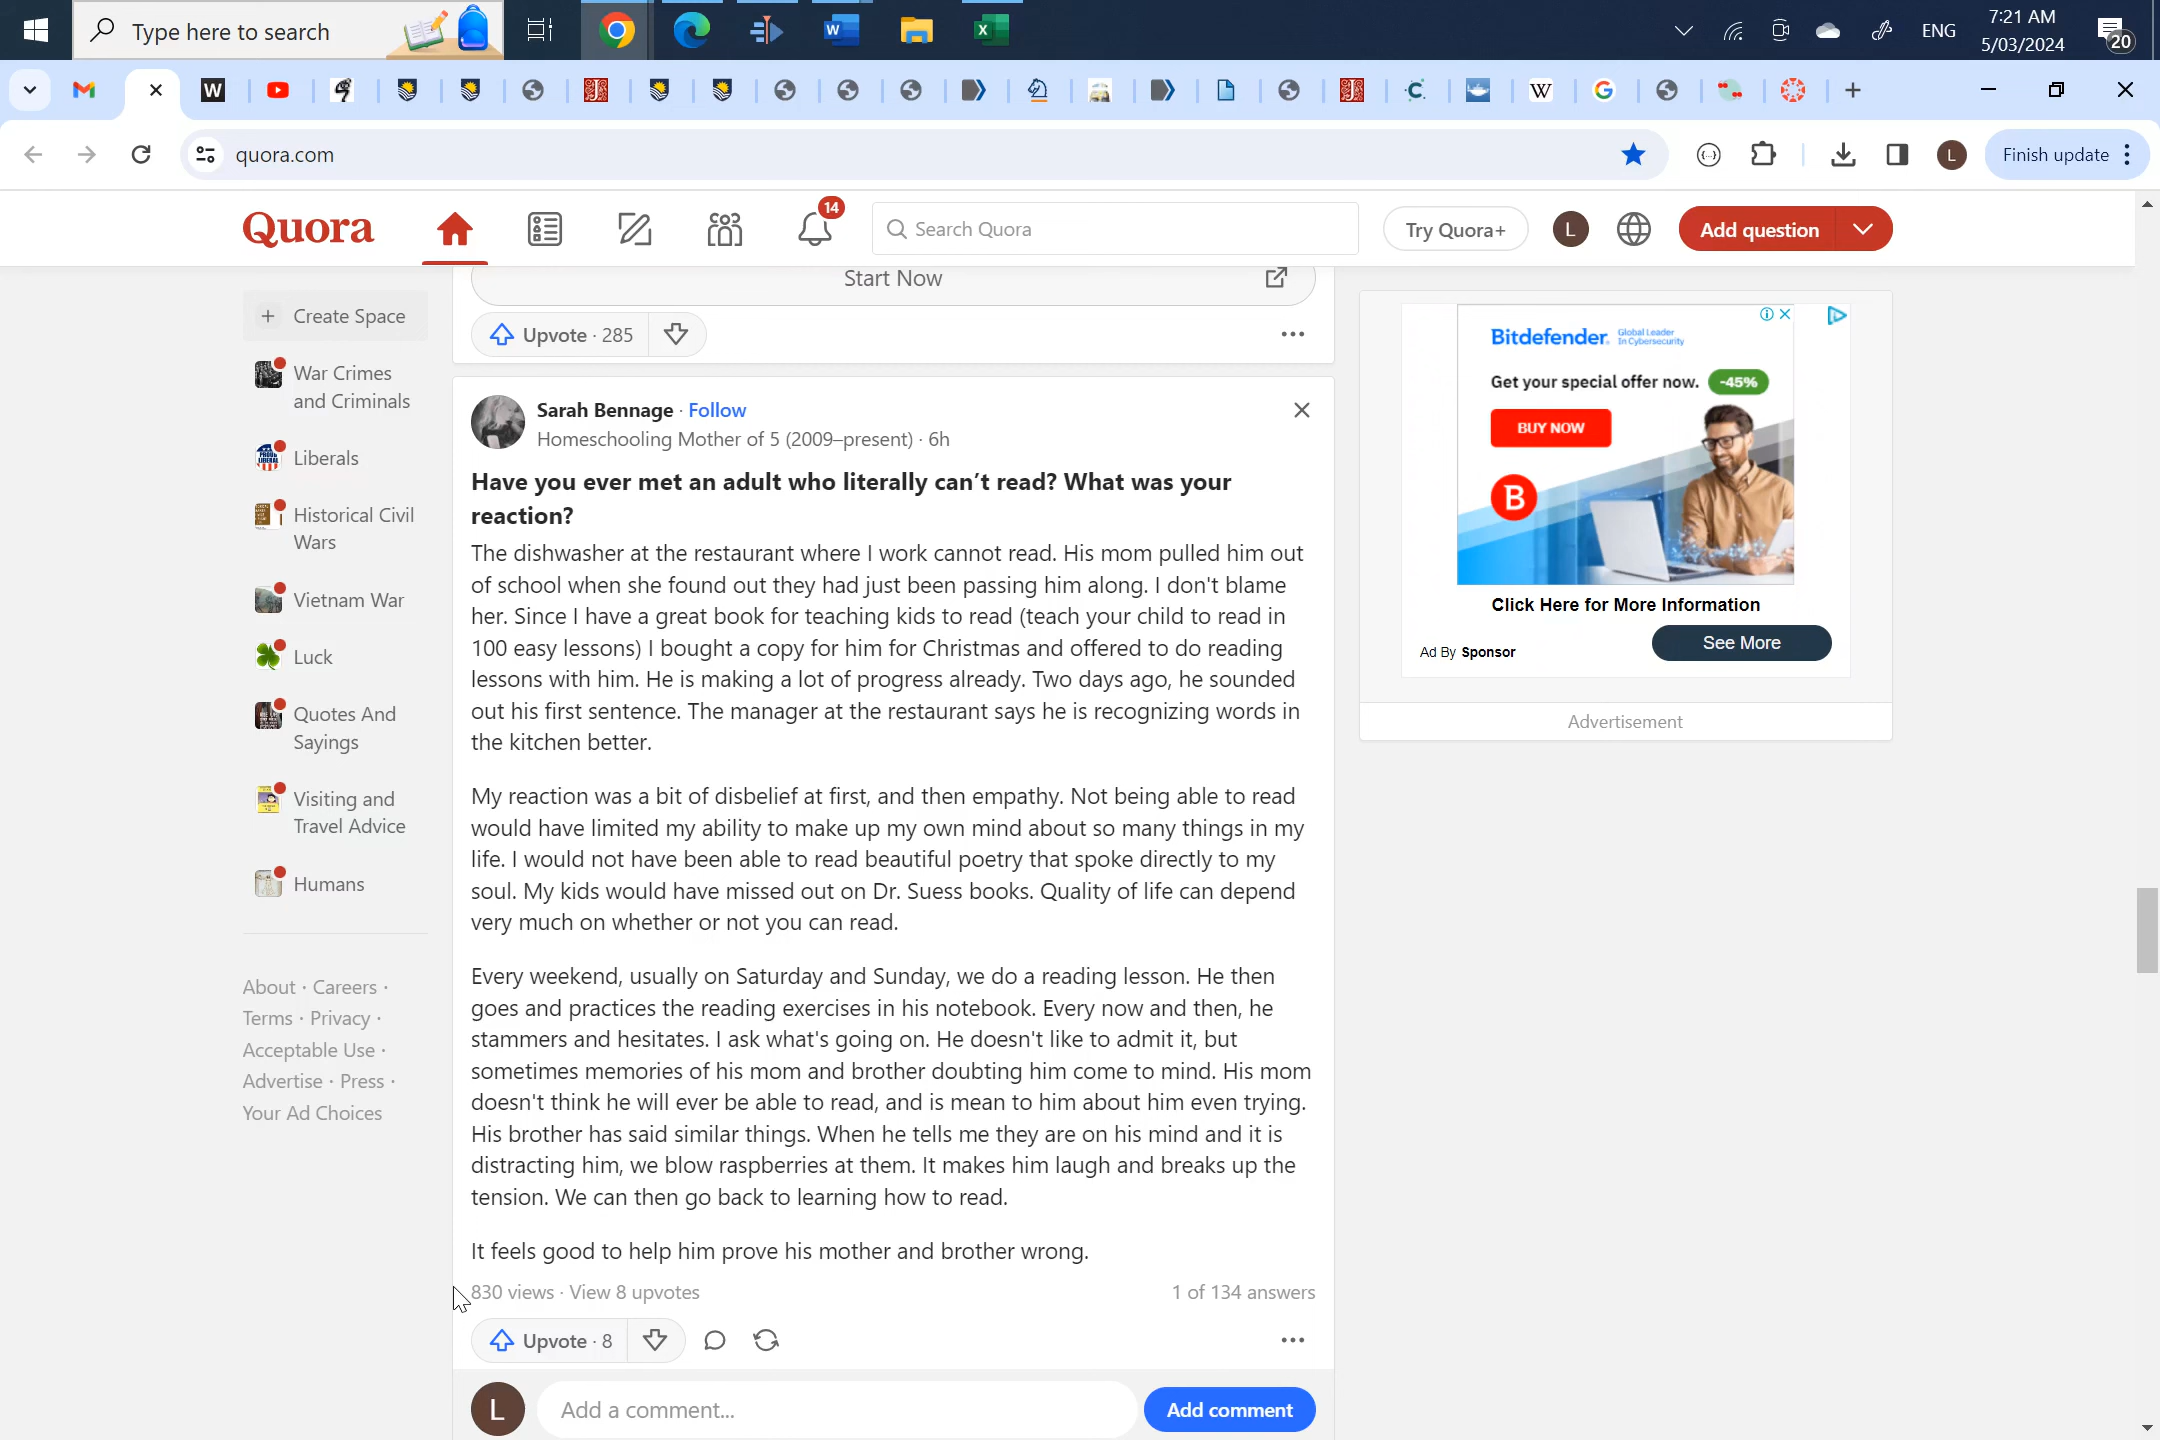 Type here to search
ENG
7:21 AM
5/03/2024
20
quora.com
L
Finish update
Quora
14
Search Quora
Try Quora+
L
Add question
Start Now
Upvote · 285
+ Create Space
War Crimes
and Criminals
Liberals
Historical Civil
Wars
Vietnam War
Luck
Quotes And
Sayings
Visiting and
Travel Advice
Humans
About · Careers ·
Terms · Privacy ·
Acceptable Use ·
Advertise · Press ·
Your Ad Choices
Sarah Bennage · Follow
Homeschooling Mother of 5 (2009–present) · 6h
Have you ever met an adult who literally can't read? What was your
reaction?
The dishwasher at the restaurant where I work cannot read. His mom pulled him out
of school when she found out they had just been passing him along. I don't blame
her. Since I have a great book for teaching kids to read (teach your child to read in
100 easy lessons) I bought a copy for him for Christmas and offered to do reading
lessons with him. He is making a lot of progress already. Two days ago, he sounded
out his first sentence. The manager at the restaurant says he is recognizing words in
the kitchen better.
My reaction was a bit of disbelief at first, and then empathy. Not being able to read
would have limited my ability to make up my own mind about so many things in my
life. I would not have been able to read beautiful poetry that spoke directly to my
soul. My kids would have missed out on Dr. Suess books. Quality of life can depend
very much on whether or not you can read.
Every weekend, usually on Saturday and Sunday, we do a reading lesson. He then
goes and practices the reading exercises in his notebook. Every now and then, he
stammers and hesitates. I ask what's going on. He doesn't like to admit it, but
sometimes memories of his mom and brother doubting him come to mind. His mom
doesn't think he will ever be able to read, and is mean to him about him even trying.
His brother has said similar things. When he tells me they are on his mind and it is
distracting him, we blow raspberries at them. It makes him laugh and breaks up the
tension. We can then go back to learning how to read.
It feels good to help him prove his mother and brother wrong.
830 views · View 8 upvotes
1 of 134 answers
Upvote · 8
L
Add a comment...
Add comment
Bitdefender
Global Leader
In Cybersecurity
Get your special offer now. -45%
BUY NOW
B
Click Here for More Information
Ad By Sponsor
See More
Advertisement